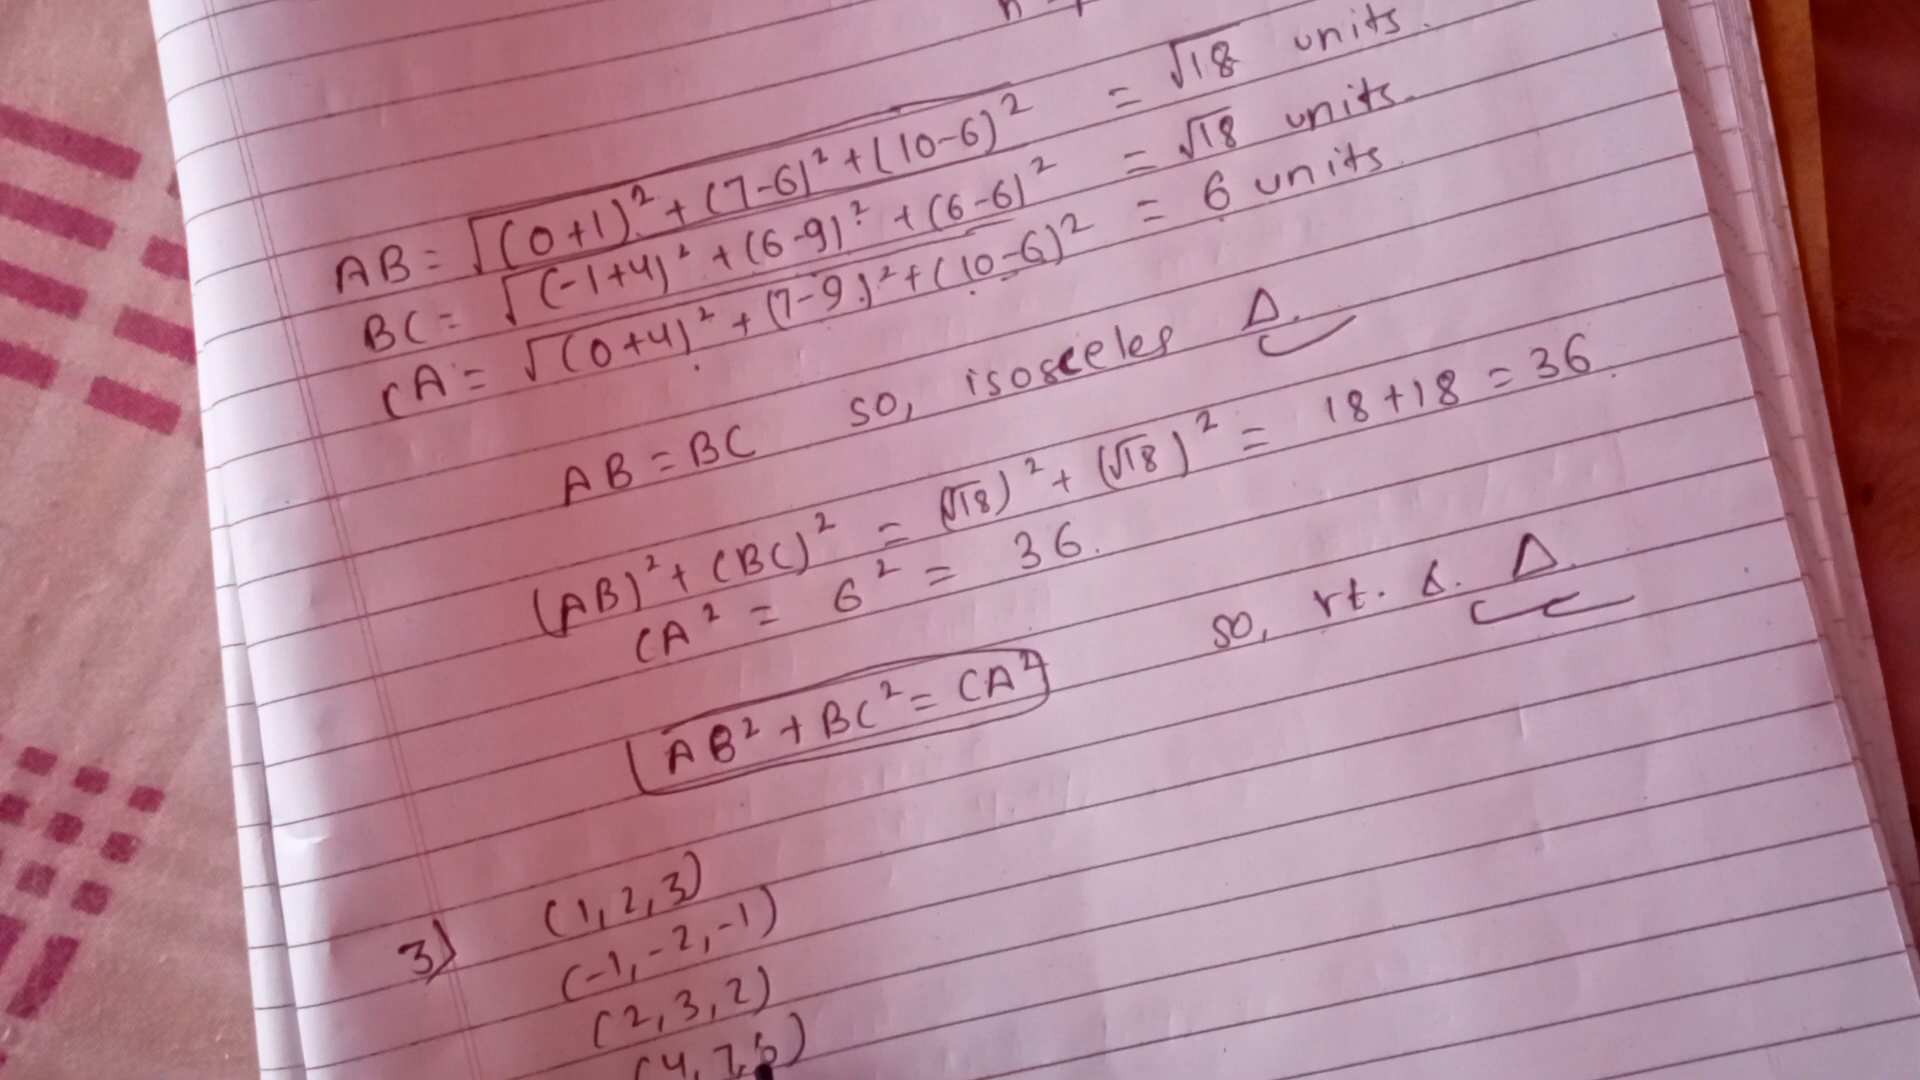 AB = √(0+1)² + (7-6)² + (10-6)² = √18 units.
BC = √(-1+4)² + (6-9)² + (6-6)² = √18 units.
CA = √(0+4)² + (7-9)² + (10-6)² = 6 units.
AB = BC so, isosceles Δ.
(AB)² + (BC)² = (√18)² + (√18)² = 18+18 = 36.
CA² = 6² = 36.
so, rt. ∠. Δ.
AB² + BC² = CA²
3) (1,2,3)
(-1,-2,-1)
(2,3,2)
(4,7,6)